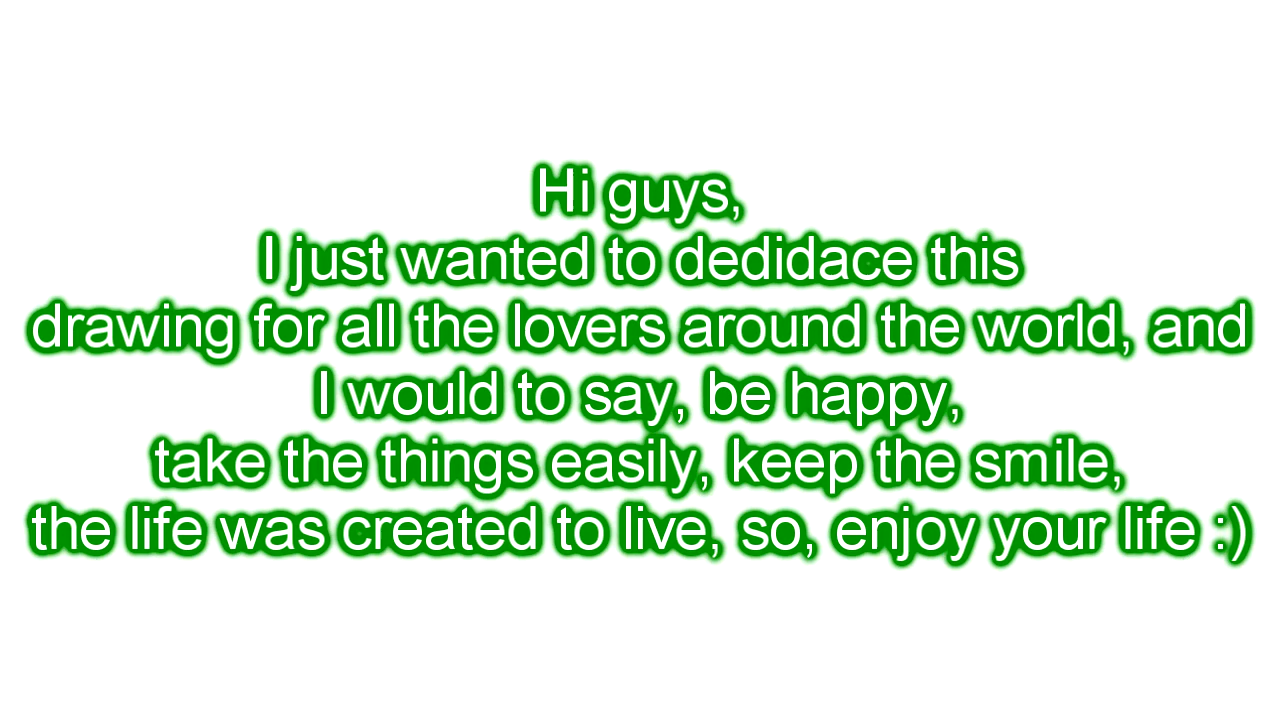 Hi guys,
I just wanted to dedidace this
drawing for all the lovers around the world, and
I would to say, be happy,
take the things easily, keep the smile,
the life was created to live, so, enjoy your life :)